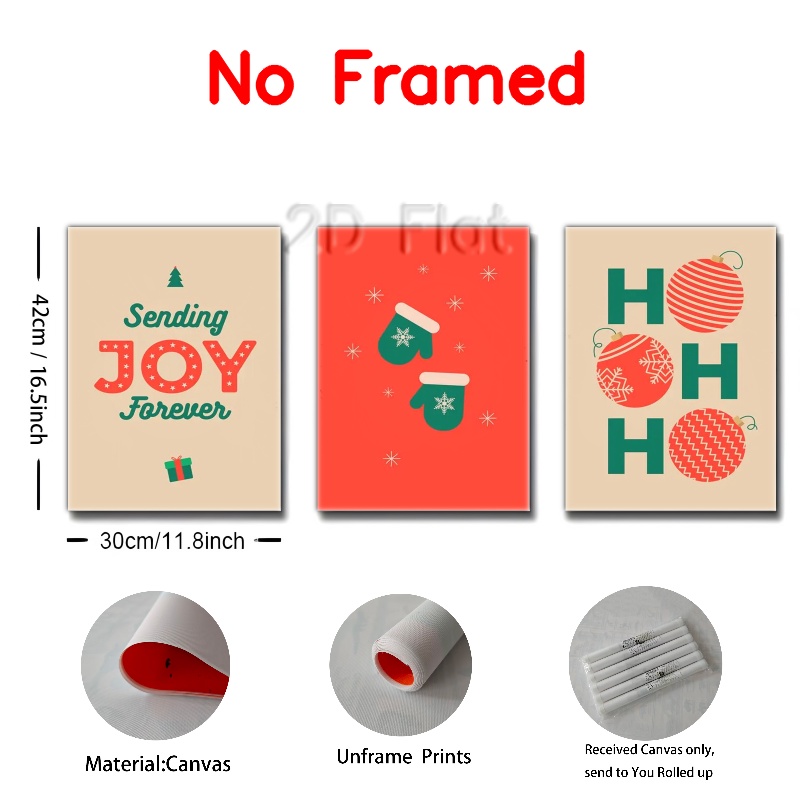 No Framed
2D Flat
Sending
JOY
Forever
HO
HO
HO
42cm / 16.5inch
30cm/11.8inch
Material:Canvas
Unframe Prints
Received Canvas only,
send to You Rolled up